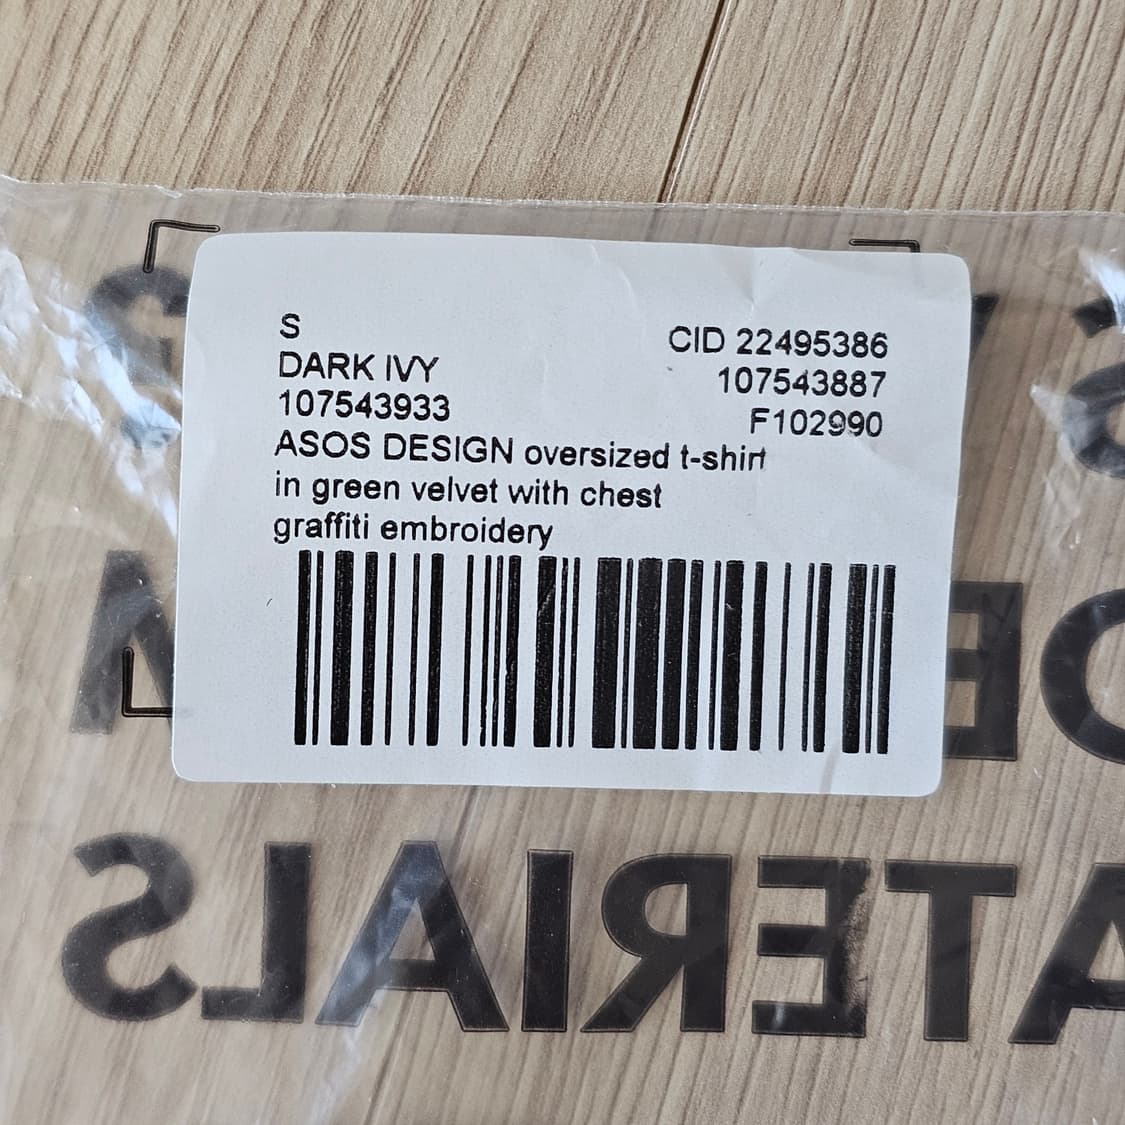 S
CID 22495386
DARK IVY
107543887
107543933
F102990
ASOS DESIGN oversized t-shirt
in green velvet with chest
graffiti embroidery